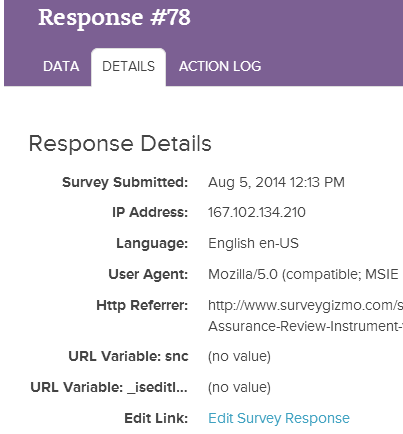 Response #78
DATA DETAILS ACTION LOG
Response Details
Survey Submitted: Aug 5, 2014 12:13 PM
IP Address: 167.102.134.210
Language: English en-US
User Agent: Mozilla/5.0 (compatible; MSIE
Http Referrer: http://www.surveygizmo.com/s
Assurance-Review-Instrument-
URL Variable: snc (no value)
URL Variable: _iseditl... (no value)
Edit Link: Edit Survey Response